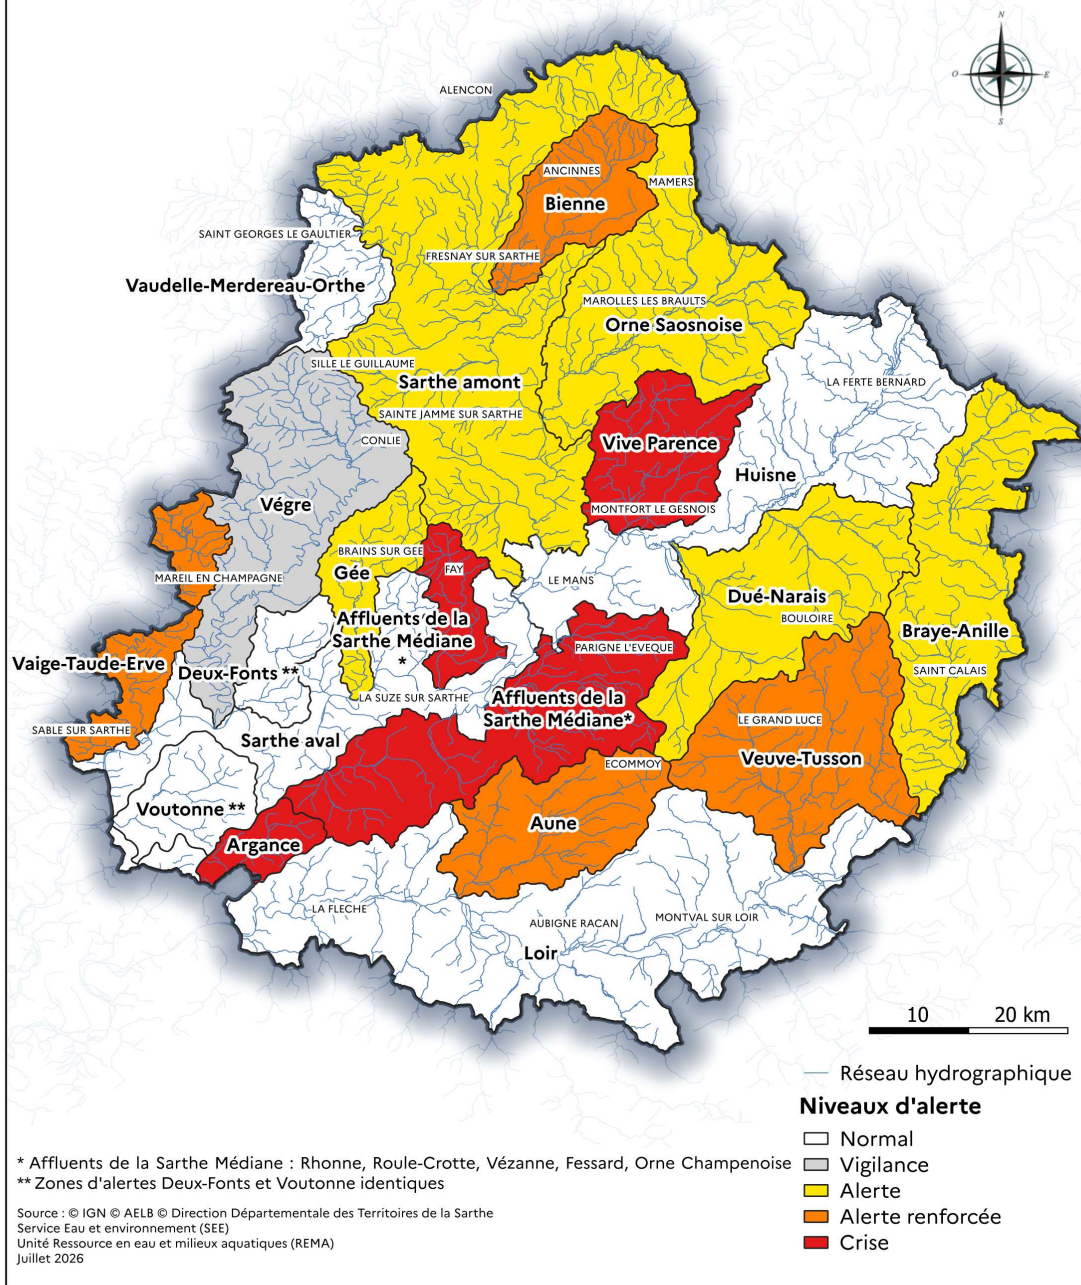 N
O
E
S
ALENCON
ANCINNES
MAMERS
Bienne
SAINT GEORGES LE GAULTIER
FRESNAY SUR SARTHE
Vaudelle-Merdereau-Orthe
MAROLLES LES BRAULTS
Orne Saosnoise
SILLE LE GUILLAUME
Sarthe amont
LA FERTE BERNARD
SAINTE JAMME SUR SARTHE
CONLIE
Vive Parence
Huisne
Végre
MONTFORT LE GESNOIS
BRAINS SUR GEE
Gée
FAY
LE MANS
MAREIL EN CHAMPAGNE
Dué-Narais
Affluents de la
Sarthe Médiane
*
BOULOIRE
Braye-Anille
PARIGNE L'EVEQUE
Vaige-Taude-Erve
Deux-Fonts **
SAINT CALAIS
LA SUZE SUR SARTHE
Affluents de la
Sarthe Médiane*
LE GRAND LUCE
SABLE SUR SARTHE
Sarthe aval
ECOMMOY
Veuve-Tusson
Voutonne **
Aune
Argance
LA FLECHE
AUBIGNE RACAN
MONTVAL SUR LOIR
Loir
10 20 km
Réseau hydrographique
Niveaux d'alerte
Normal
Vigilance
Alerte
Alerte renforcée
Crise
* Affluents de la Sarthe Médiane : Rhonne, Roule-Crotte, Vézanne, Fessard, Orne Champenoise
** Zones d'alertes Deux-Fonts et Voutonne identiques
Source : © IGN © AELB © Direction Départementale des Territoires de la Sarthe
Service Eau et environnement (SEE)
Unité Ressource en eau et milieux aquatiques (REMA)
Juillet 2026